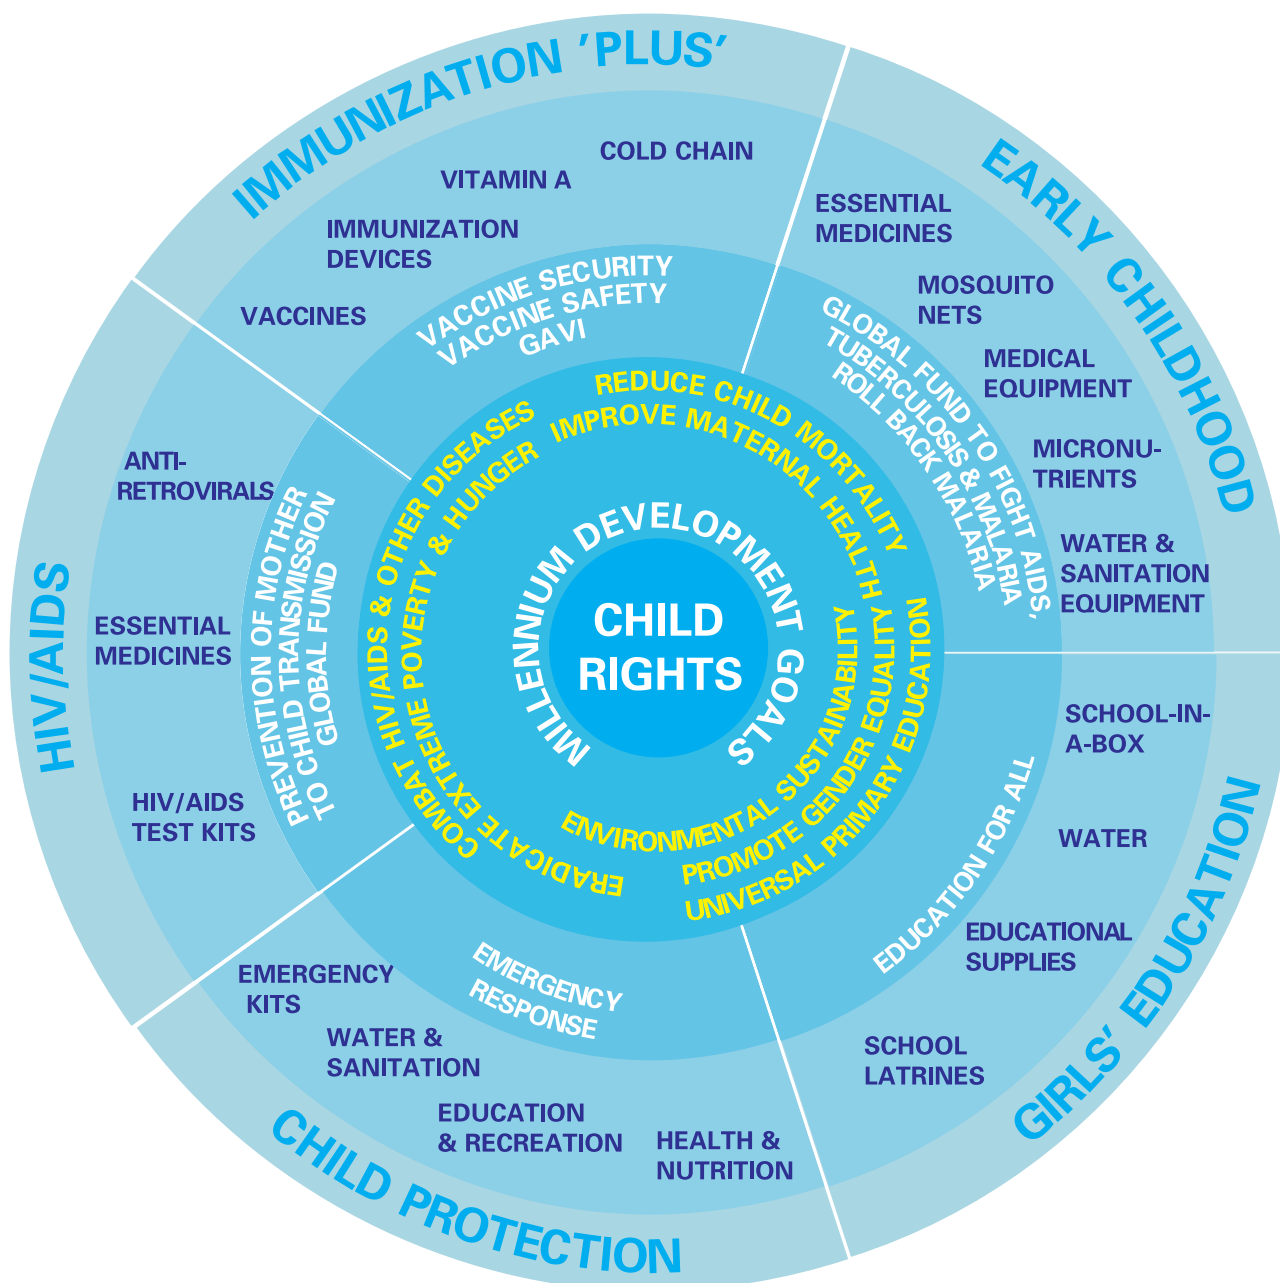 IMMUNIZATION 'PLUS'
COLD CHAIN
VITAMIN A
IMMUNIZATION
DEVICES
VACCINES
VACCINE SECURITY
VACCINE SAFETY
GAVI
EARLY CHILDHOOD
ESSENTIAL
MEDICINES
MOSQUITO
NETS
MEDICAL
EQUIPMENT
MICRONU-
TRIENTS
WATER &
SANITATION
EQUIPMENT
GLOBAL FUND TO FIGHT AIDS,
TUBERCULOSIS & MALARIA
ROLL BACK MALARIA
GIRLS' EDUCATION
SCHOOL-IN-
A-BOX
WATER
EDUCATIONAL
SUPPLIES
SCHOOL
LATRINES
EDUCATION FOR ALL
CHILD PROTECTION
EMERGENCY
KITS
WATER &
SANITATION
EDUCATION
& RECREATION
HEALTH &
NUTRITION
EMERGENCY
RESPONSE
HIV/AIDS
ANTI-
RETROVIRALS
ESSENTIAL
MEDICINES
HIV/AIDS
TEST KITS
PREVENTION OF MOTHER
TO CHILD TRANSMISSION
GLOBAL FUND
COMBAT HIV/AIDS & OTHER DISEASES
ERADICATE EXTREME POVERTY & HUNGER
REDUCE CHILD MORTALITY
IMPROVE MATERNAL HEALTH
ENVIRONMENTAL SUSTAINABILITY
PROMOTE GENDER EQUALITY
UNIVERSAL PRIMARY EDUCATION
MILLENNIUM DEVELOPMENT GOALS
CHILD
RIGHTS